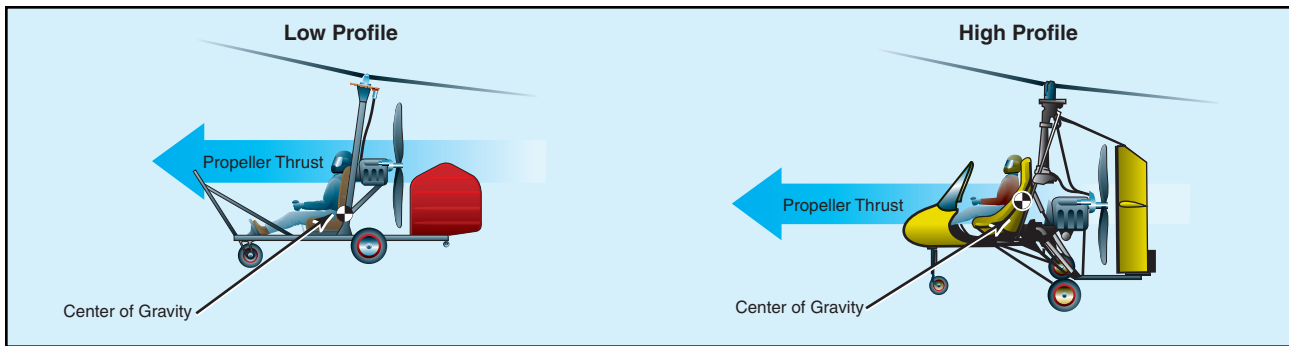 Low Profile
Propeller Thrust
Center of Gravity
High Profile
Propeller Thrust
Center of Gravity